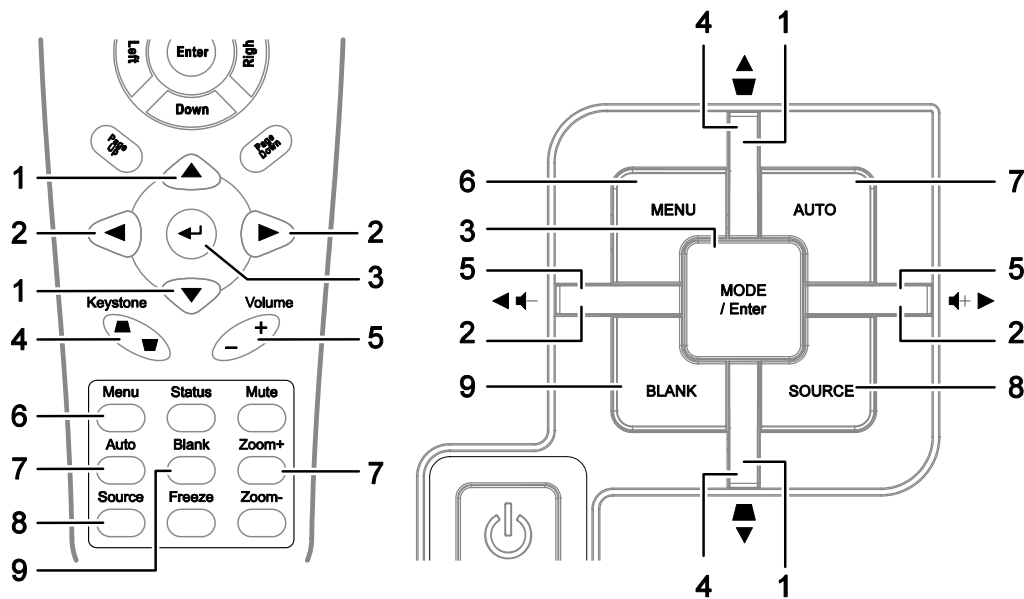 Left
Enter
Righ
Down
Page
Up
Page
Down
1
2
2
3
1
Keystone
Volume
4
+
−
5
Menu
Status
Mute
6
Auto
Blank
Zoom+
7
7
Source
Freeze
Zoom-
8
9
4
1
6
7
MENU
AUTO
3
5
5
MODE
/ Enter
−
+
2
2
9
8
BLANK
SOURCE
4
1